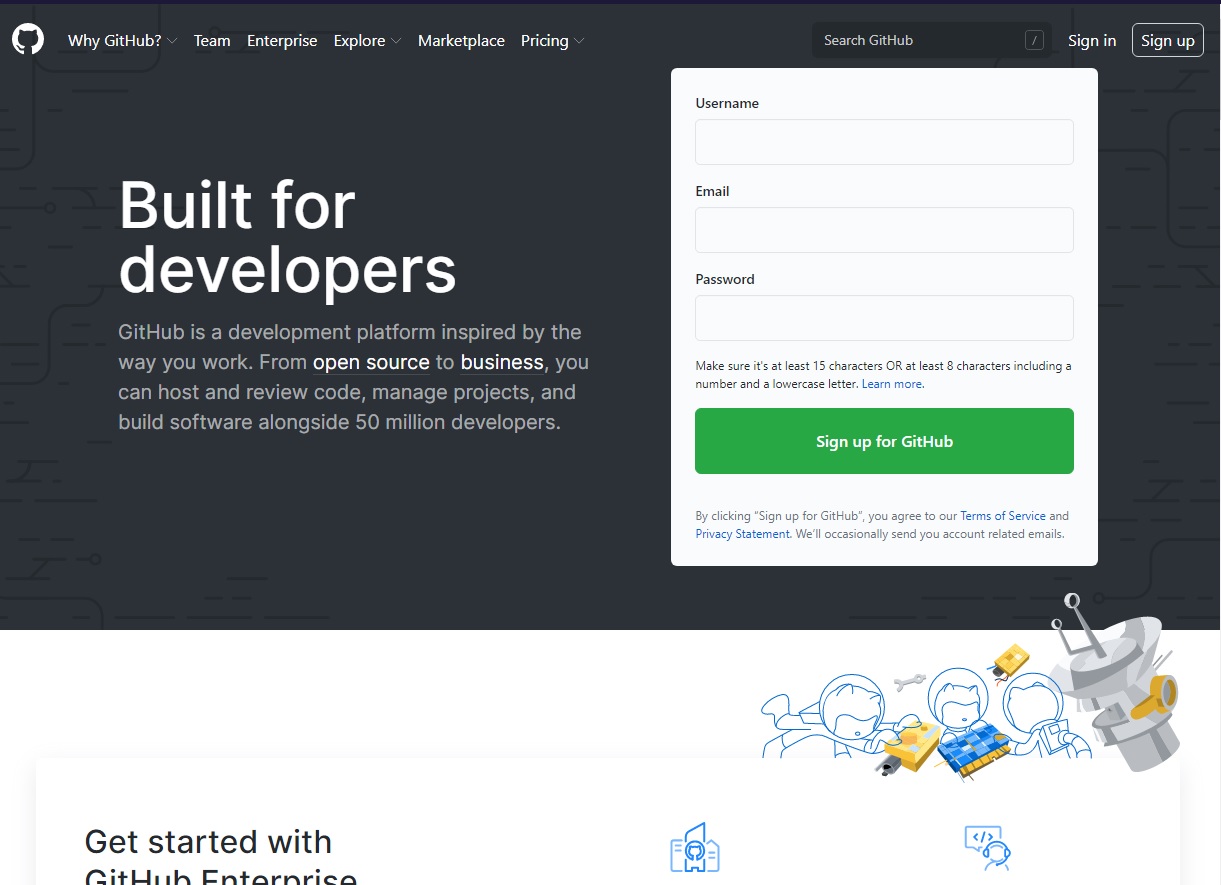 Why GitHub? Team Enterprise Explore Marketplace Pricing Search GitHub / Sign in Sign up
Built for
developers
GitHub is a development platform inspired by the
way you work. From open source to business, you
can host and review code, manage projects, and
build software alongside 50 million developers.
Username
Email
Password
Make sure it's at least 15 characters OR at least 8 characters including a
number and a lowercase letter. Learn more.
Sign up for GitHub
By clicking “Sign up for GitHub”, you agree to our Terms of Service and
Privacy Statement. We’ll occasionally send you account related emails.
Get started with
GitHub Enterprise